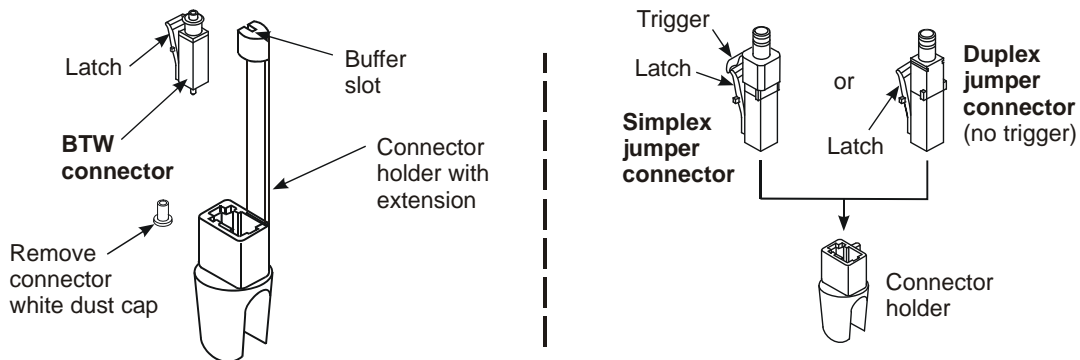 Latch
BTW
connector
Remove
connector
white dust cap
Buffer
slot
Connector
holder with
extension
Trigger
Latch
Simplex
jumper
connector
or
Duplex
jumper
connector
(no trigger)
Latch
Connector
holder